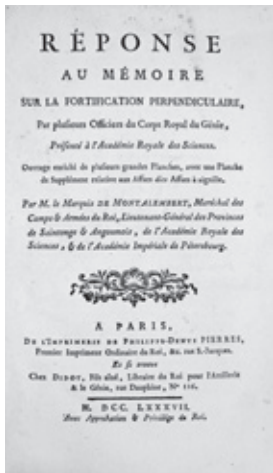 RÉPONSE
AU MÉMOIRE
SUR LA FORTIFICATION PERPENDICULAIRE,
Par plusieurs Officiers du Corps Royal du Génie,
Présenté à l'Académie Royale des Sciences.
Ouvrage enrichi de plusieurs grandes Planches, avec une Planche
de Supplément relative aux Affuts dits Affuts à aiguille,
Par M. le Marquis DE MONTALEMBERT, Maréchal des
Camps & Armées du Roi, Lieutenant-Général des Provinces
de Saintonge & Angoumois, de l'Académie Royale des
Sciences, & de l'Académie Impériale de Pétersbourg.
A PARIS,
DE L'IMPRIMERIE DE PHILIPPE-DENYS PIERRES,
Premier Imprimeur Ordinaire du Roi, &c. rue S.-Jacques.
Et se trouve
Chez DIDOT, Fils aîné, Libraire du Roi pour l'Artillerie
& le Génie, rue Dauphine, N° 116.
M. DCC. LXXXVII.
Avec Approbation & Privilège du Roi.